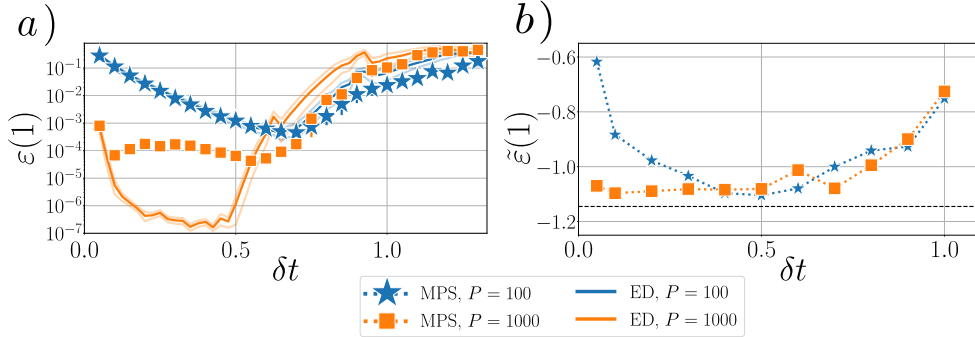 a)
ε(1)
10^{-1}
10^{-2}
10^{-3}
10^{-4}
10^{-5}
10^{-6}
10^{-7}
0.0
0.5
1.0
δt
b)
ε̃(1)
−0.6
−0.8
−1.0
−1.2
0.0
0.5
1.0
δt
MPS, P = 100
MPS, P = 1000
ED, P = 100
ED, P = 1000